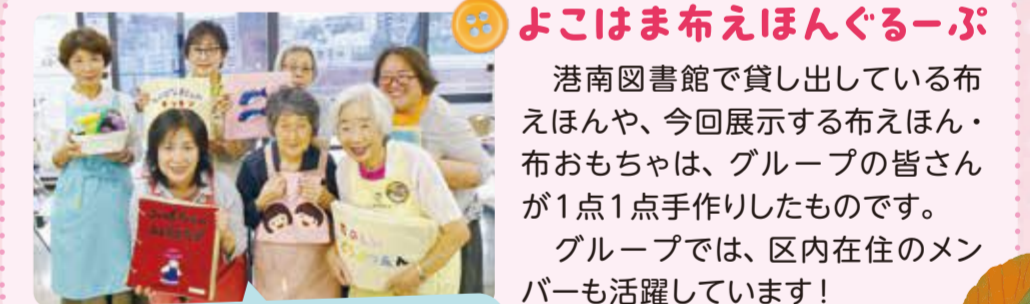 よこはま布えほんぐるーぷ
港南図書館で貸し出している布
えほんや、今回展示する布えほん・
布おもちゃは、グループの皆さん
が1点1点手作りしたものです。
グループでは、区内在住のメン
バーも活躍しています!